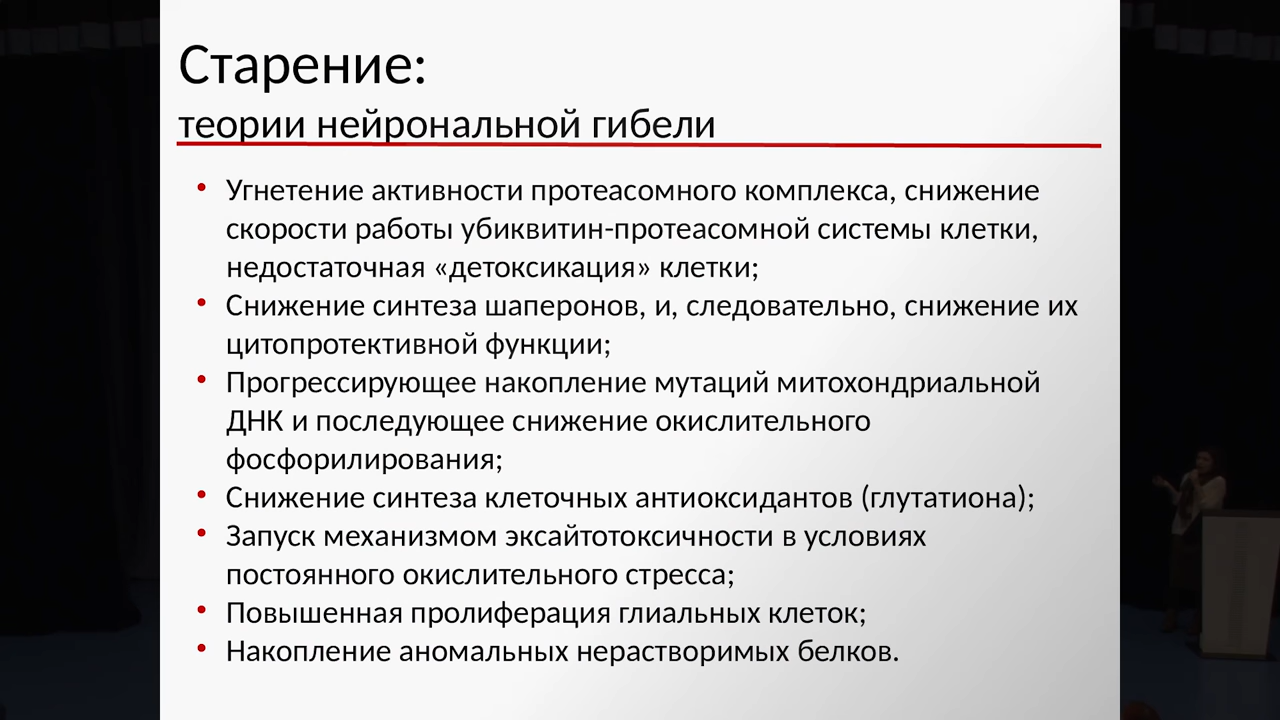 Старение:
теории нейрональной гибели
• Угнетение активности протеасомного комплекса, снижение
скорости работы убиквитин-протеасомной системы клетки,
недостаточная «детоксикация» клетки;
• Снижение синтеза шаперонов, и, следовательно, снижение их
цитопротективной функции;
• Прогрессирующее накопление мутаций митохондриальной
ДНК и последующее снижение окислительного
фосфорилирования;
• Снижение синтеза клеточных антиоксидантов (глутатиона);
• Запуск механизмом эксайтотоксичности в условиях
постоянного окислительного стресса;
• Повышенная пролиферация глиальных клеток;
• Накопление аномальных нерастворимых белков.